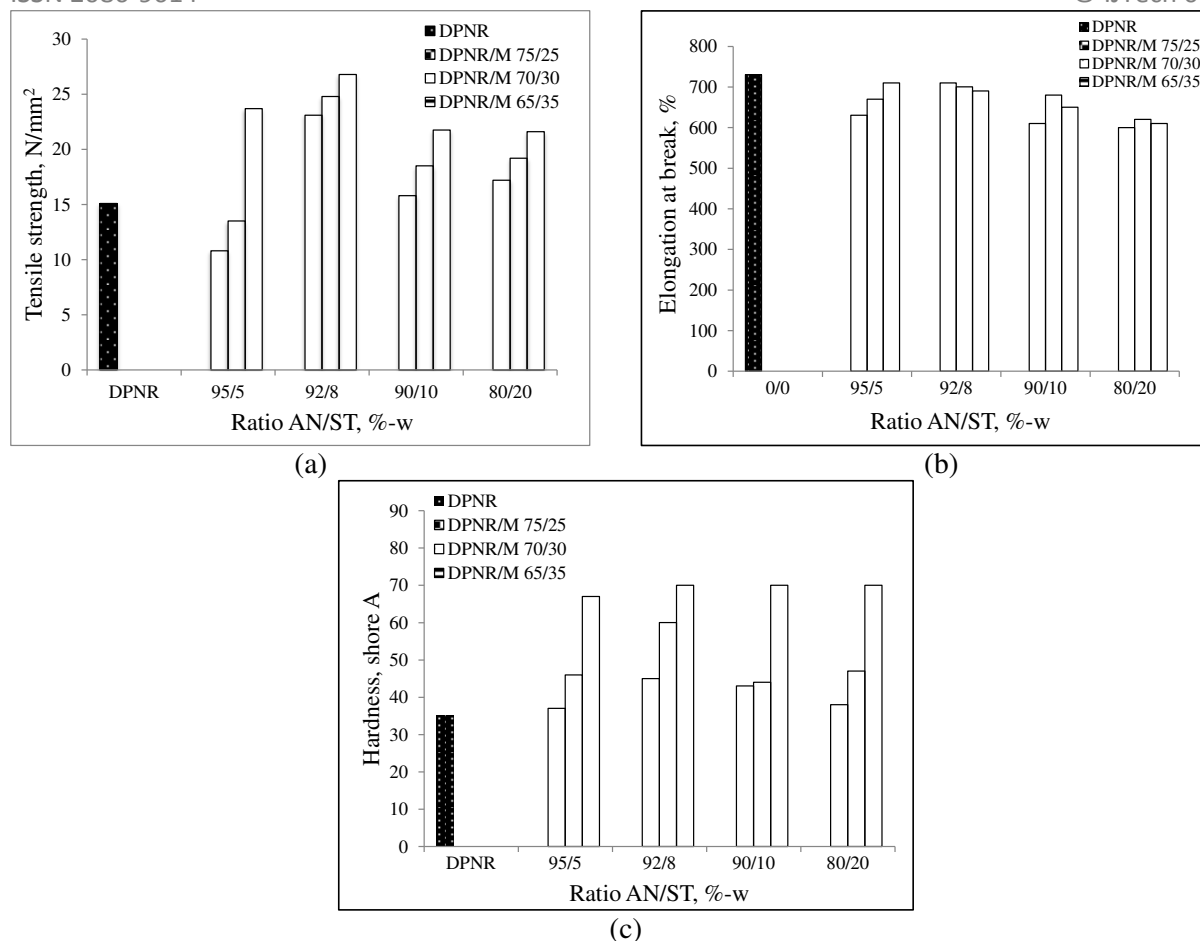 30
25
20
15
10
5
0
Tensile strength, N/mm²
DPNR
DPNR/M 75/25
DPNR/M 70/30
DPNR/M 65/35
DPNR 95/5 92/8 90/10 80/20
Ratio AN/ST, %-w
(a)
800
700
600
500
400
300
200
100
0
Elongation at break, %
DPNR
DPNR/M 75/25
DPNR/M 70/30
DPNR/M 65/35
0/0 95/5 92/8 90/10 80/20
Ratio AN/ST, %-w
(b)
90
80
70
60
50
40
30
20
10
0
Hardness, shore A
DPNR
DPNR/M 75/25
DPNR/M 70/30
DPNR/M 65/35
DPNR 95/5 92/8 90/10 80/20
Ratio AN/ST, %-w
(c)